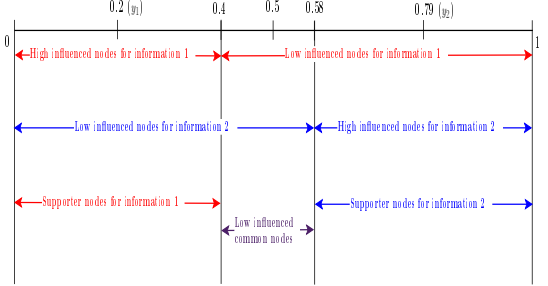 0.2 (y₁) 0.4 0.5 0.58 0.79 (y₂)
0 1
High influenced nodes for information 1 Low influenced nodes for information 1
Low influenced nodes for information 2 High influenced nodes for information 2
Supporter nodes for information 1 Supporter nodes for information 2
Low influenced
common nodes